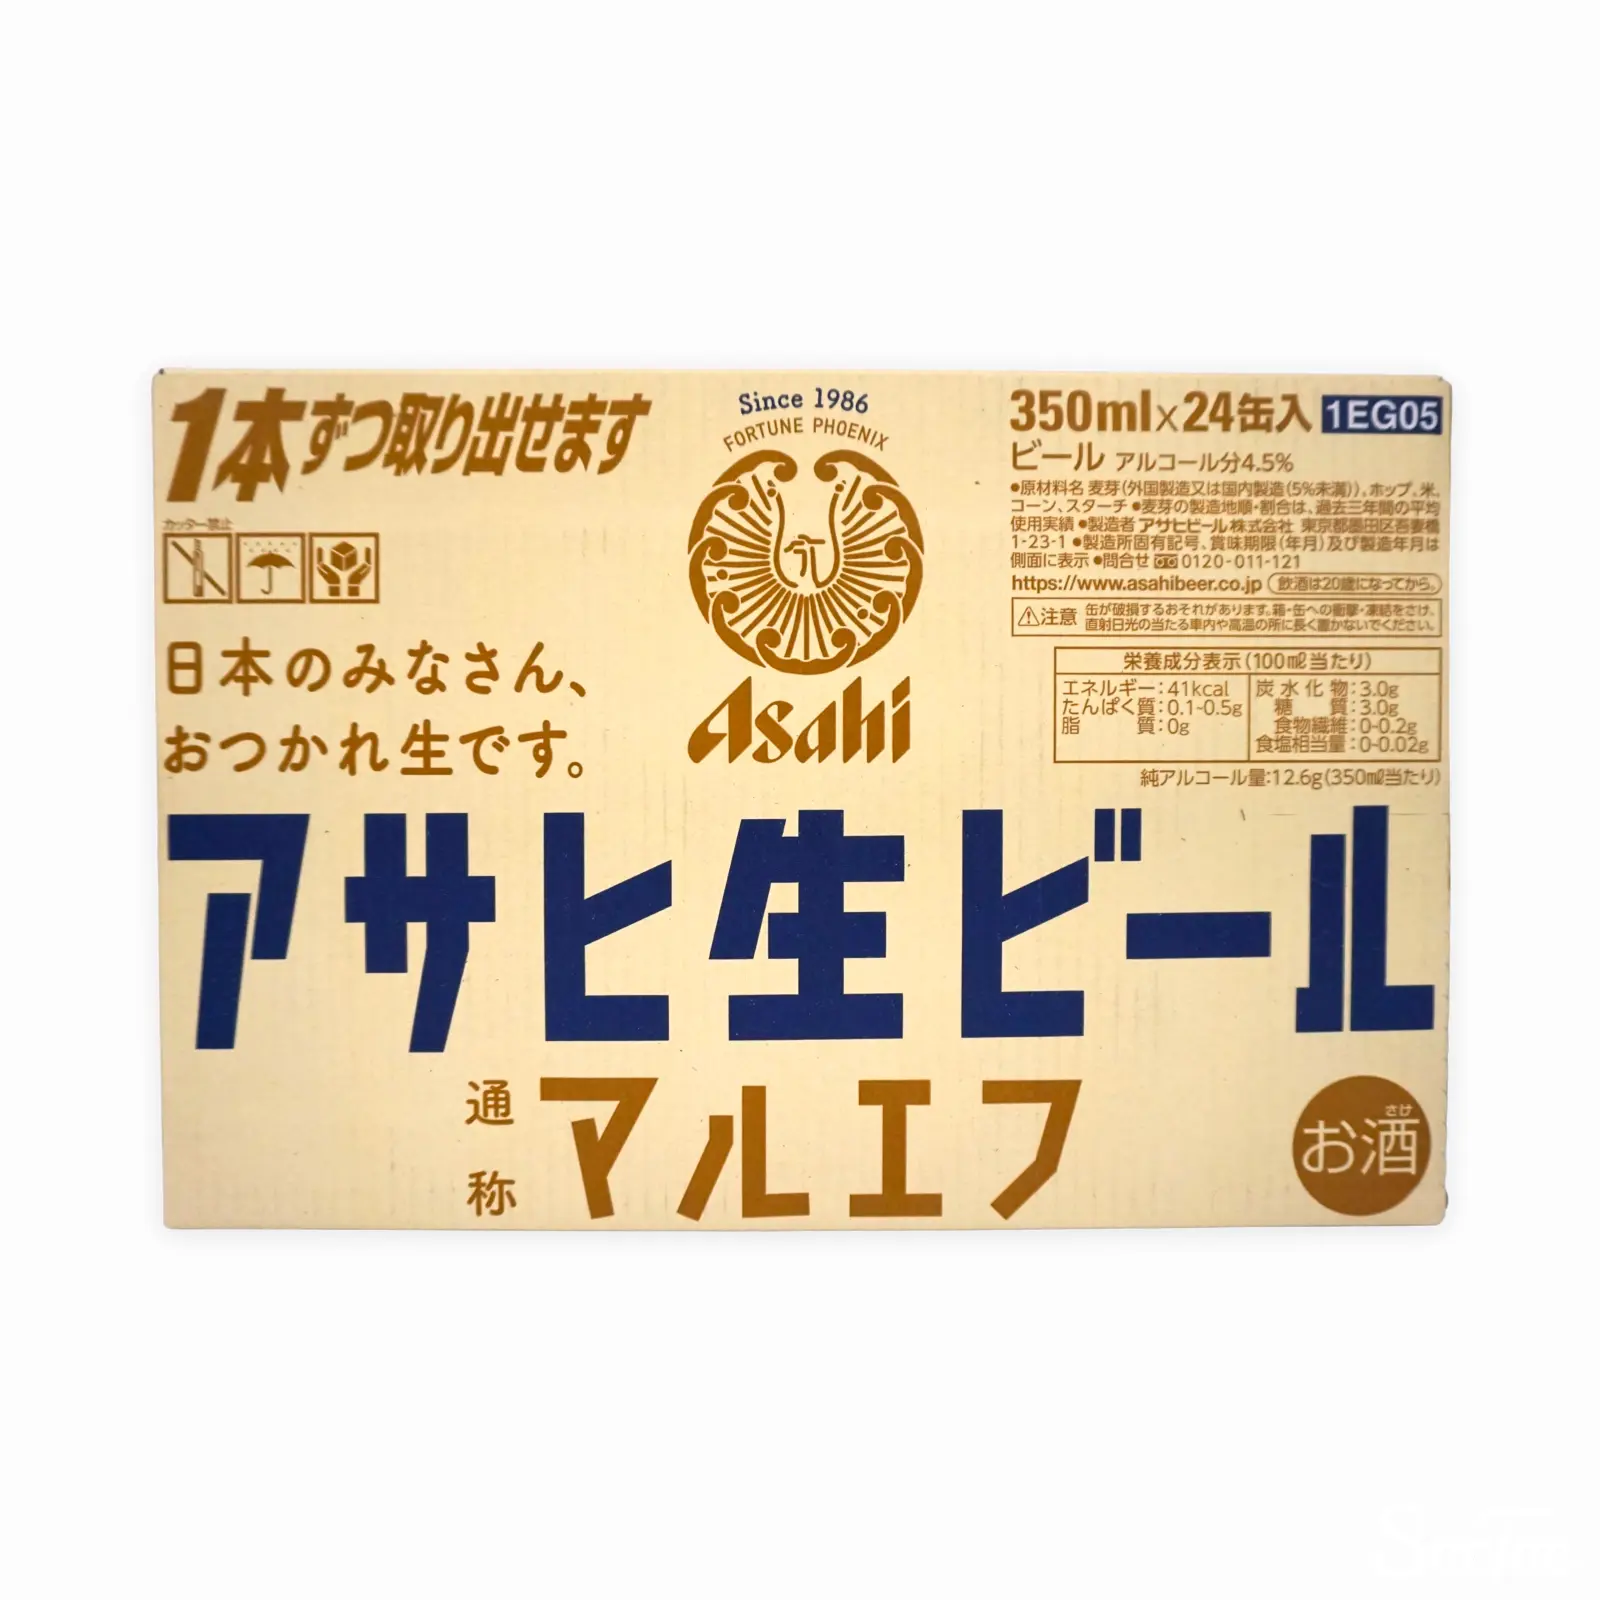 1本ずつ取り出せます
カッター禁止
日本のみなさん、
おつかれ生です。
Since 1986
FORTUNE PHOENIX
Asahi
350ml×24缶入 1EG05
ビール アルコール分4.5%
●原材料名 麦芽(外国製造又は国内製造(5%未満))、ホップ、米、
コーン、スターチ ●麦芽の製造地順・割合は、過去三年間の平均
使用実績 ●製造者 アサヒビール株式会社 東京都墨田区吾妻橋
1-23-1 ●製造所固有記号、賞味期限(年月)及び製造年月は
側面に表示 ●問合せ 0120-011-121
https://www.asahibeer.co.jp 飲酒は20歳になってから。
注意 缶が破損するおそれがあります。箱・缶への衝撃・凍結をさけ、
直射日光の当たる車内や高温の所に長く置かないでください。
栄養成分表示(100ml当たり)
エネルギー:41kcal
たんぱく質:0.1-0.5g
脂質:0g
炭水化物:3.0g
糖質:3.0g
食物繊維:0-0.2g
食塩相当量:0-0.02g
純アルコール量:12.6g(350ml当たり)
アサヒ生ビール
通称 マルエフ
さけ
お酒